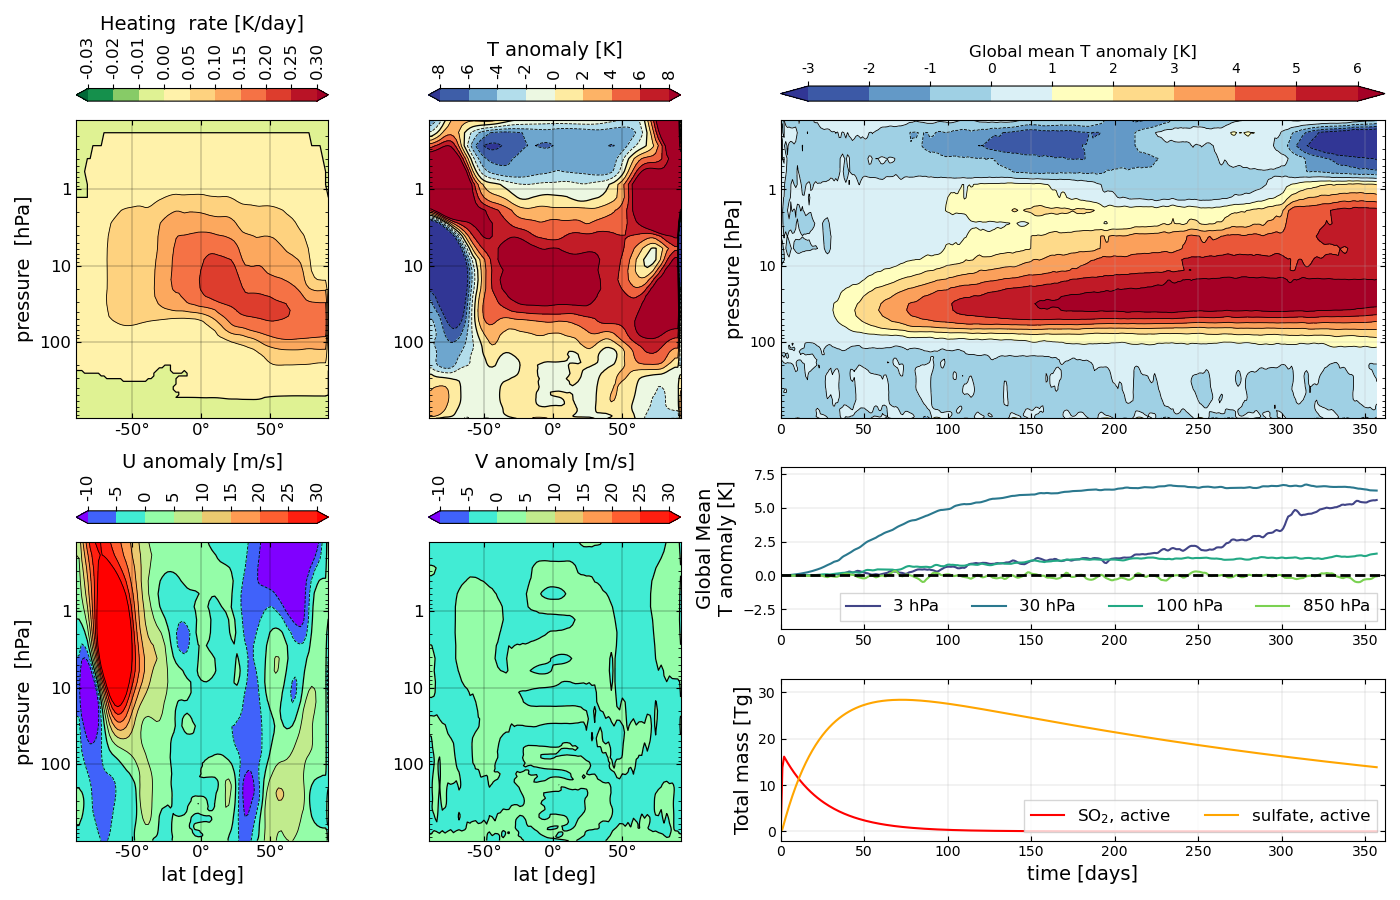 Heating  rate [K/day]
-0.03 -0.02 -0.01 0.00 0.05 0.10 0.15 0.20 0.25 0.30
pressure  [hPa]
1
10
100
-50° 0° 50°
T anomaly [K]
-8 -6 -4 -2 0 2 4 6 8
1
10
100
-50° 0° 50°
Global mean T anomaly [K]
-3 -2 -1 0 1 2 3 4 5 6
pressure  [hPa]
1
10
100
0 50 100 150 200 250 300 350
U anomaly [m/s]
-10 -5 0 5 10 15 20 25 30
pressure  [hPa]
1
10
100
-50° 0° 50°
lat [deg]
V anomaly [m/s]
-10 -5 0 5 10 15 20 25 30
1
10
100
-50° 0° 50°
lat [deg]
Global Mean
T anomaly [K]
7.5
5.0
2.5
0.0
−2.5
3 hPa 30 hPa 100 hPa 850 hPa
0 50 100 150 200 250 300 350
Total mass [Tg]
30
20
10
0
SO₂, active sulfate, active
0 50 100 150 200 250 300 350
time [days]